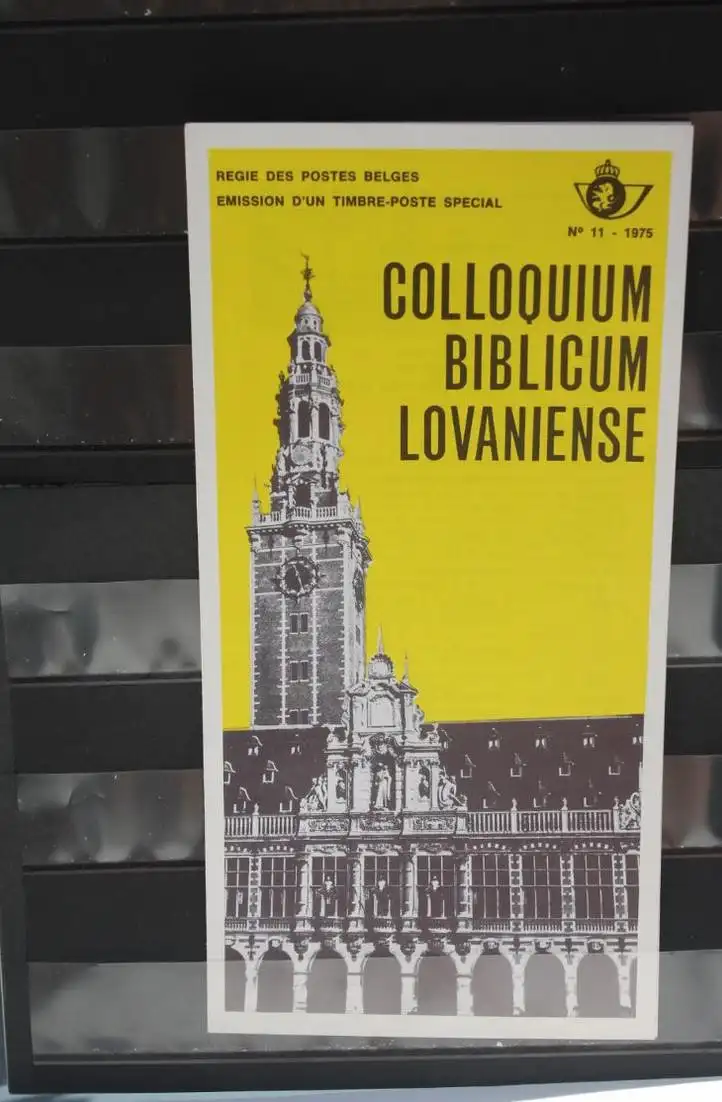 REGIE DES POSTES BELGES
EMISSION D'UN TIMBRE-POSTE SPECIAL
Nº 11 - 1975
COLLOQUIUM
BIBLICUM
LOVANIENSE